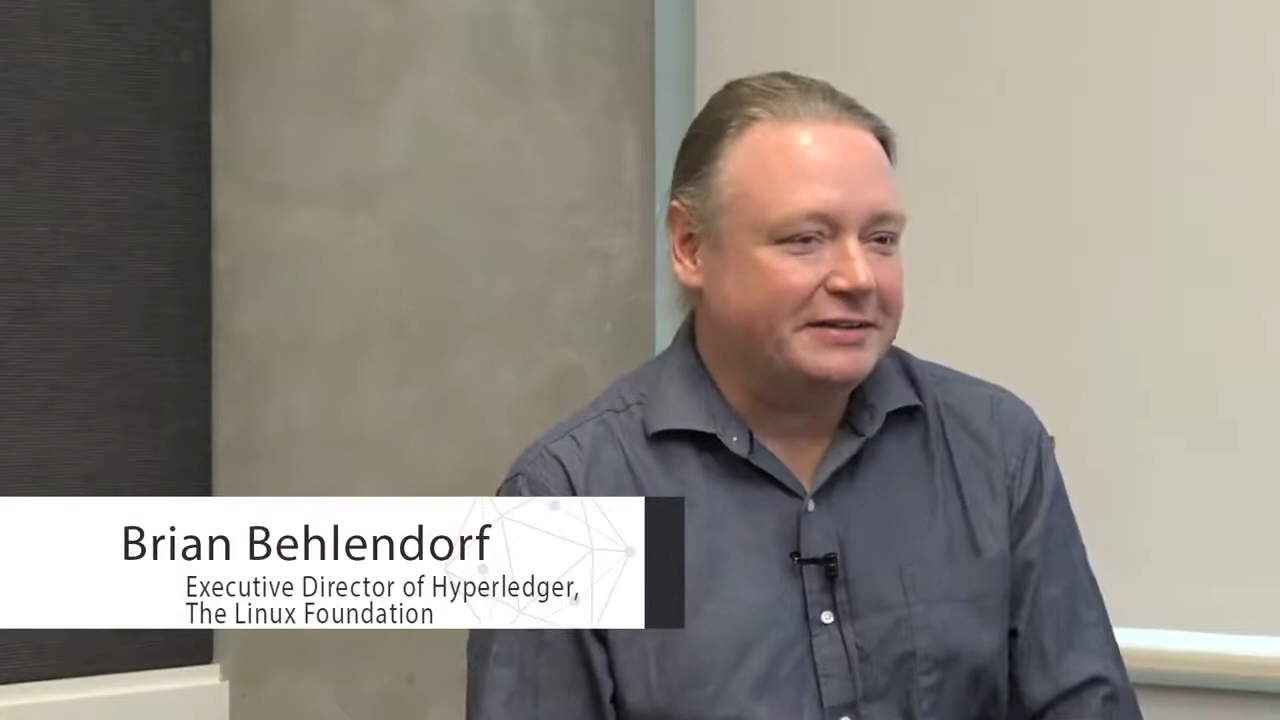 Brian Behlendorf
Executive Director of Hyperledger,
The Linux Foundation